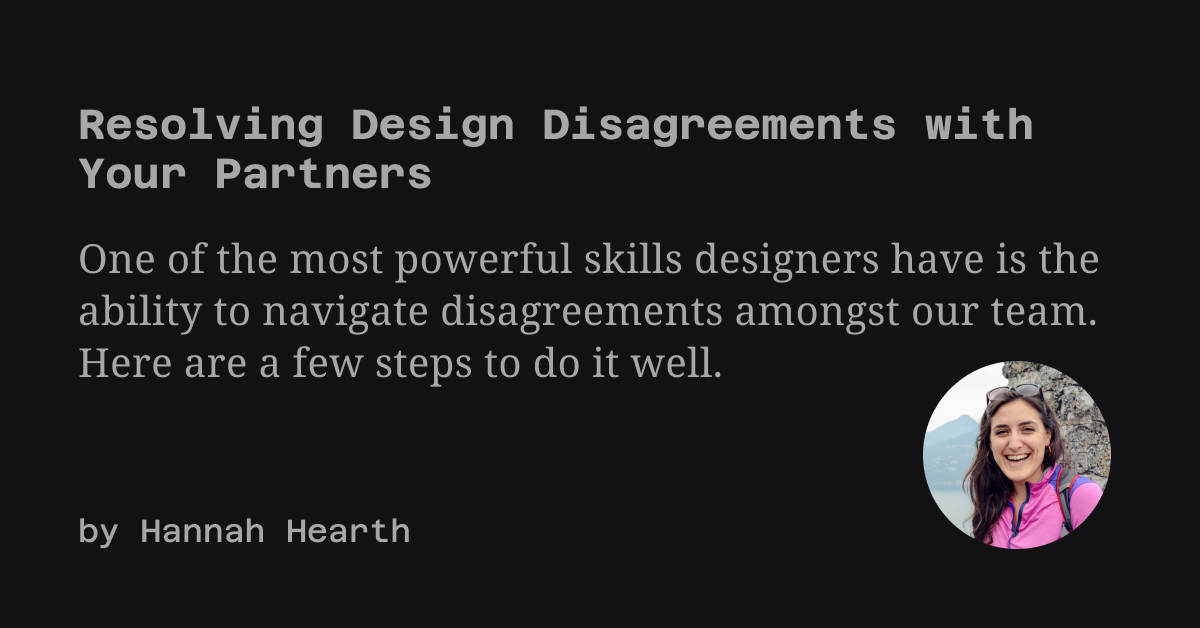 Resolving Design Disagreements with
Your Partners
One of the most powerful skills designers have is the
ability to navigate disagreements amongst our team.
Here are a few steps to do it well.
by Hannah Hearth